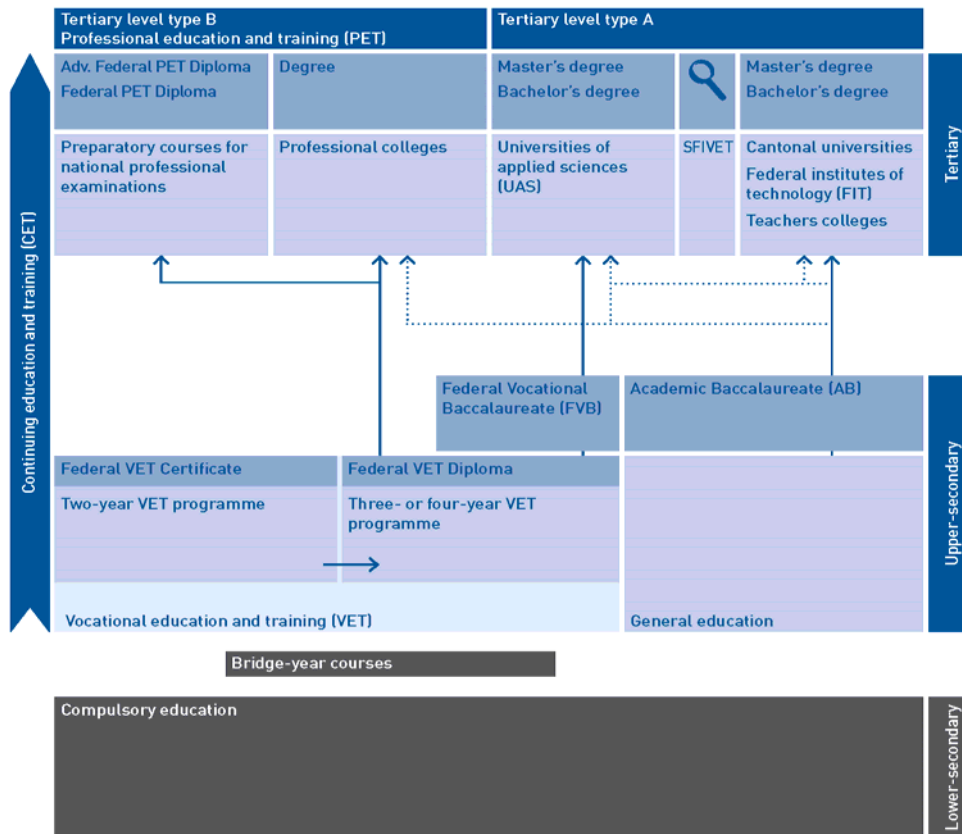 Tertiary level type B
Professional education and training (PET)
Tertiary level type A
Adv. Federal PET Diploma
Federal PET Diploma
Degree
Master's degree
Bachelor's degree
Master's degree
Bachelor's degree
Preparatory courses for
national professional
examinations
Professional colleges
Universities of
applied sciences
(UAS)
SFIVET
Cantonal universities
Federal institutes of
technology (FIT)
Teachers colleges
Tertiary
Continuing education and training (CET)
Federal Vocational
Baccalaureate (FVB)
Academic Baccalaureate (AB)
Federal VET Certificate
Two-year VET programme
Federal VET Diploma
Three- or four-year VET
programme
Vocational education and training (VET)
General education
Upper-secondary
Bridge-year courses
Compulsory education
Lower-secondary